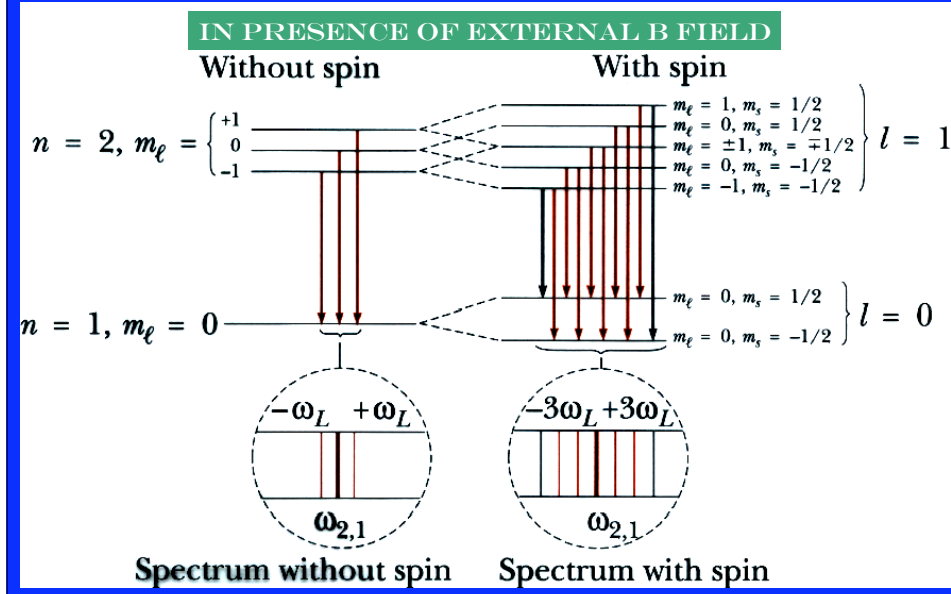 IN PRESENCE OF EXTERNAL B FIELD
Without spin
With spin
n = 2, mℓ =
+1
0
−1
mℓ = 1, ms = 1/2
mℓ = 0, ms = 1/2
mℓ = ±1, ms = ∓1/2
mℓ = 0, ms = −1/2
mℓ = −1, ms = −1/2
l = 1
n = 1, mℓ = 0
mℓ = 0, ms = 1/2
mℓ = 0, ms = −1/2
l = 0
−ωL +ωL
ω2,1
−3ωL +3ωL
ω2,1
Spectrum without spin
Spectrum with spin